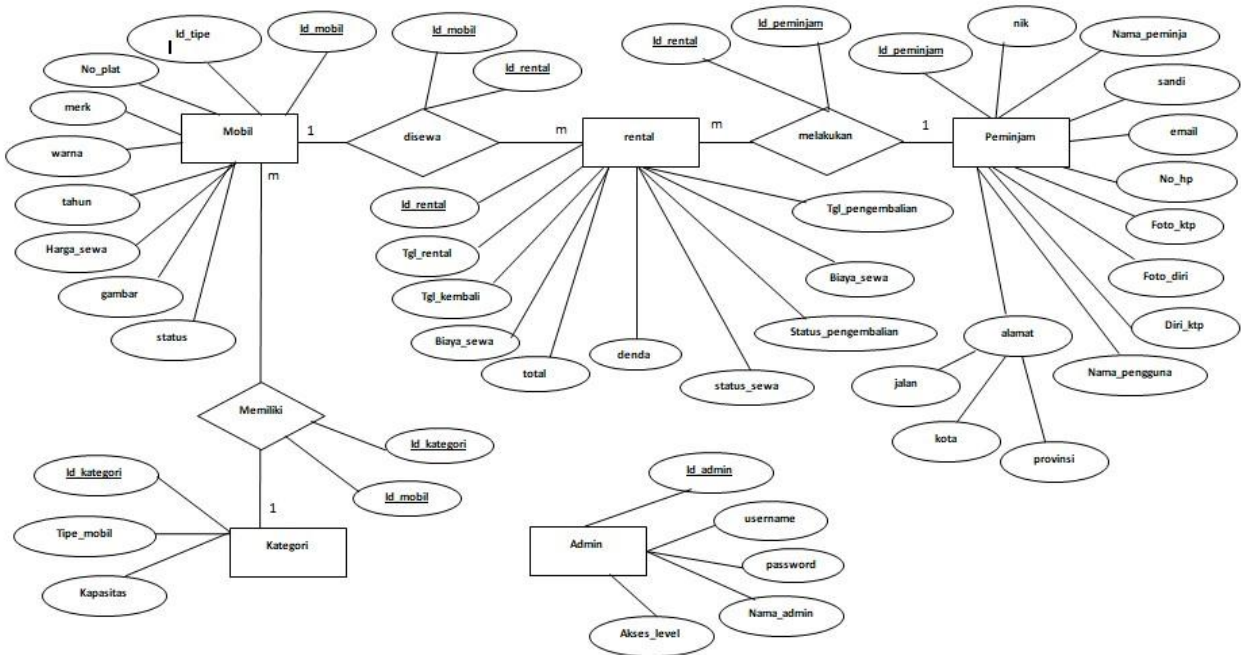 Id_tipe
Id_mobil
Id_mobil
Id_rental
Id_rental
Id_peminjam
Id_peminjam
nik
Nama_peminja
No_plat
merk
warna
tahun
Harga_sewa
gambar
status
Mobil
1
disewa
m
rental
m
melakukan
1
Peminjam
sandi
email
No_hp
Foto_ktp
Foto_diri
Diri_ktp
Nama_pengguna
alamat
jalan
kota
provinsi
m
Id_rental
Tgl_rental
Tgl_kembali
Biaya_sewa
total
denda
status_sewa
Status_pengembalian
Biaya_sewa
Tgl_pengembalian
Memiliki
Id_kategori
Id_mobil
1
Id_kategori
Tipe_mobil
Kapasitas
Kategori
Id_admin
Admin
username
password
Nama_admin
Akses_level